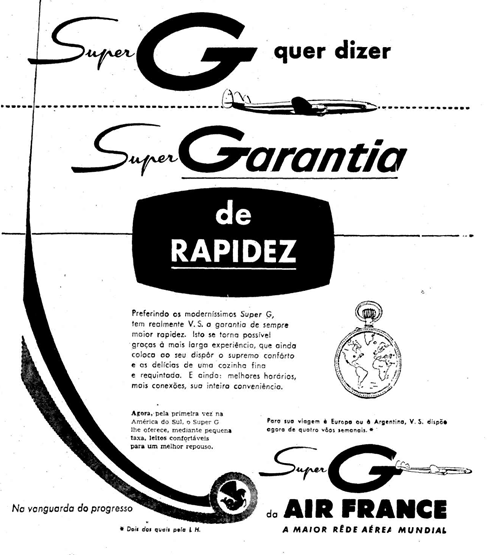 Super G quer dizer
Super Garantia
de
RAPIDEZ
Preferindo os moderníssimos Super G,
tem realmente V. S. a garantia de sempre
maior rapidez. Isto se torna possível
graças à mais larga experiência, que ainda
coloca ao seu dispôr o supremo confôrto
e as delícias de uma cozinha fina
e requintada. E ainda: melhores horários,
mais conexões, sua inteira conveniência.
Agora, pela primeira vez na
América do Sul, o Super G
lhe oferece, mediante pequena
taxa, leitos confortáveis
para um melhor repouso.
Para sua viagem à Europa ou à Argentina, V. S. dispõe
agora de quatro vôos semanais. *
Super G
da AIR FRANCE
A MAIOR RÊDE AÉREA MUNDIAL
Na vanguarda do progresso
* Dois dos quais pelo L H.